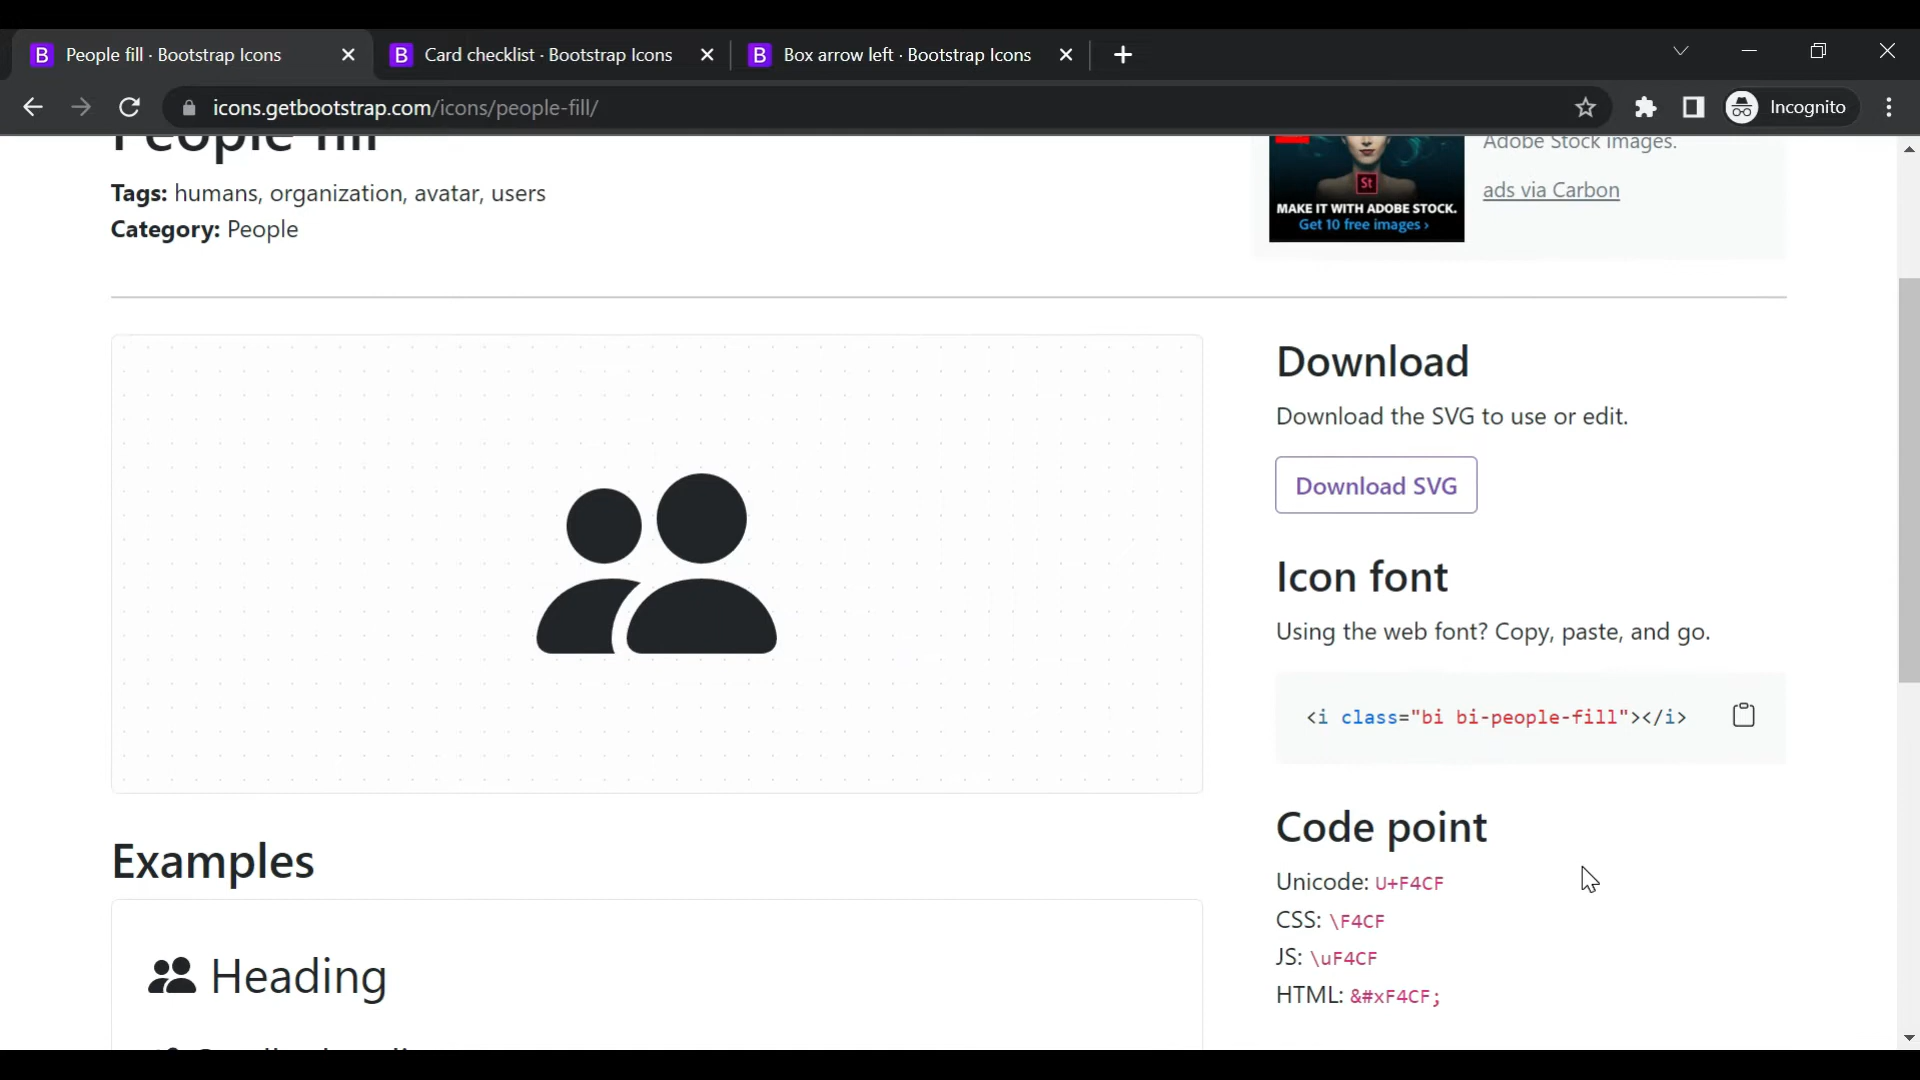 People fill · Bootstrap Icons
Card checklist · Bootstrap Icons
Box arrow left · Bootstrap Icons
icons.getbootstrap.com/icons/people-fill/
Incognito
People fill
Tags: humans, organization, avatar, users
Category: People
St
MAKE IT WITH ADOBE STOCK.
Get 10 free images ›
Adobe Stock images.
ads via Carbon
Download
Download the SVG to use or edit.
Download SVG
Icon font
Using the web font? Copy, paste, and go.
<i class="bi bi-people-fill"></i>
Code point
Unicode: U+F4CF
CSS: \F4CF
JS: \uF4CF
HTML: &#xF4CF;
Examples
Heading